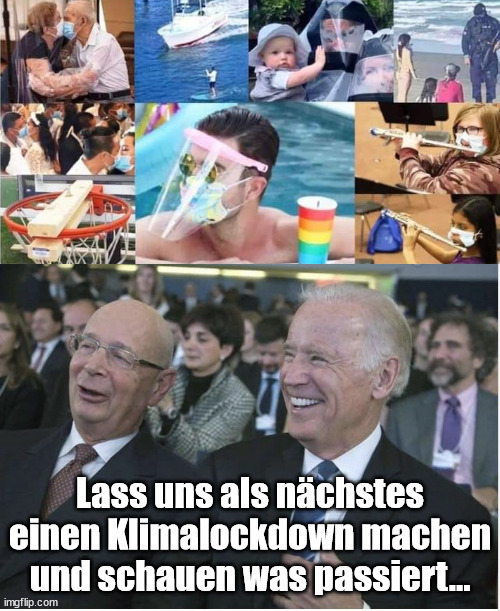 Lass uns als nächstes
einen Klimalockdown machen
und schauen was passiert...
imgflip.com